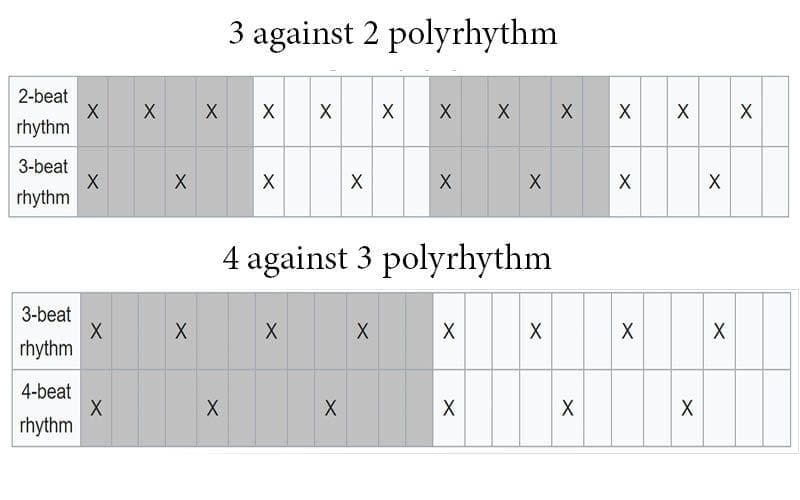 3 against 2 polyrhythm
2-beat
rhythm
X X X X X X X X X X X X
3-beat
rhythm
X X X X X X X X
4 against 3 polyrhythm
3-beat
rhythm
X X X X X X X X
4-beat
rhythm
X X X X X X